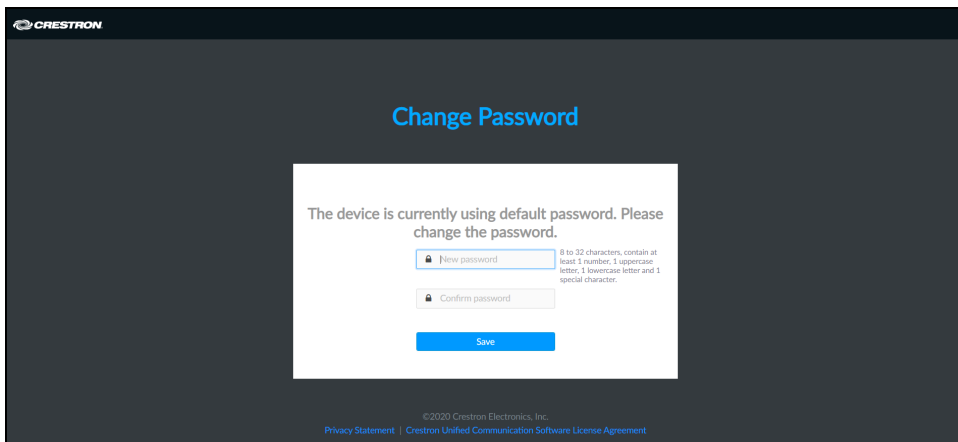 CRESTRON
Change Password
The device is currently using default password. Please
change the password.
New password
8 to 32 characters, contain at
least 1 number, 1 uppercase
letter, 1 lowercase letter and 1
special character.
Confirm password
Save
©2020 Crestron Electronics, Inc.
Privacy Statement | Crestron Unified Communication Software License Agreement